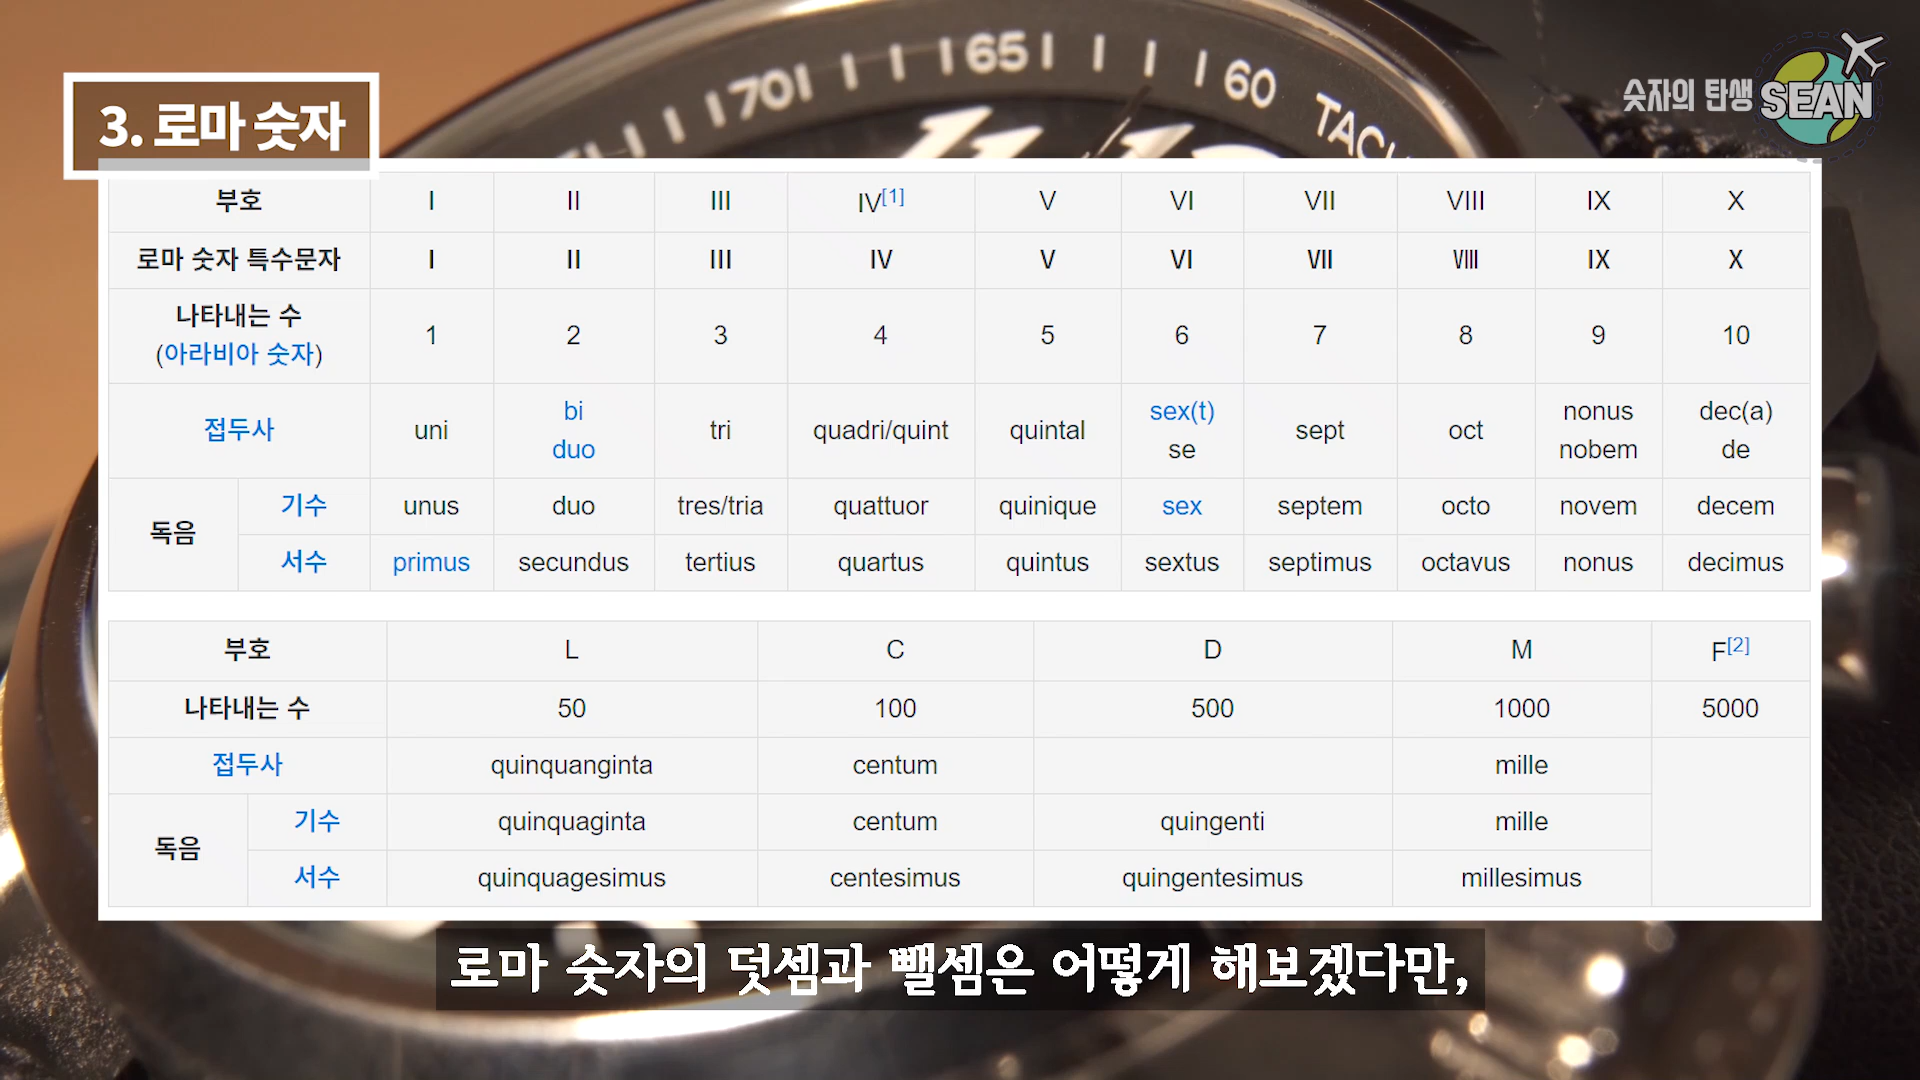 70
65
60
TACH
숫자의 탄생 SEAN
3. 로마 숫자
부호 I II III IV[1] V VI VII VIII IX X
로마 숫자 특수문자 Ⅰ Ⅱ Ⅲ Ⅳ Ⅴ Ⅵ Ⅶ Ⅷ Ⅸ Ⅹ
나타내는 수
(아라비아 숫자) 1 2 3 4 5 6 7 8 9 10
접두사 uni bi duo tri quadri/quint quintal sex(t) se sept oct nonus nobem dec(a) de
독음
기수 unus duo tres/tria quattuor quinique sex septem octo novem decem
서수 primus secundus tertius quartus quintus sextus septimus octavus nonus decimus
부호 L C D M F[2]
나타내는 수 50 100 500 1000 5000
접두사 quinquanginta centum mille
독음
기수 quinquaginta centum quingenti mille
서수 quinquagesimus centesimus quingentesimus millesimus
로마 숫자의 덧셈과 뺄셈은 어떻게 해보겠다만,